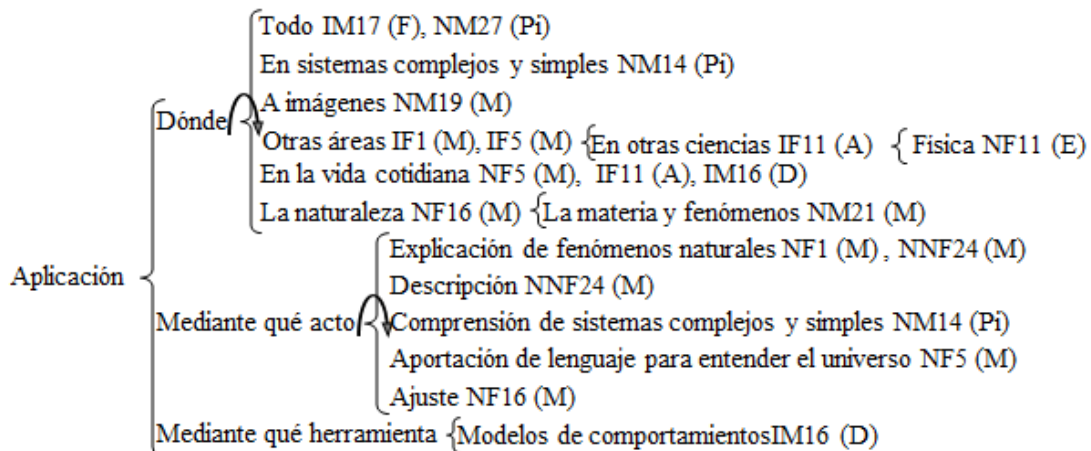 Todo IM17 (F), NM27 (Pi)
En sistemas complejos y simples NM14 (Pi)
A imágenes NM19 (M)
Dónde
Otras áreas IF1 (M), IF5 (M) {En otras ciencias IF11 (A) { Fisica NF11 (E)
En la vida cotidiana NF5 (M), IF11 (A), IM16 (D)
La naturaleza NF16 (M) {La materia y fenómenos NM21 (M)
Explicación de fenómenos naturales NF1 (M) , NNF24 (M)
Aplicación
Descripción NNF24 (M)
Mediante qué acto
Comprensión de sistemas complejos y simples NM14 (Pi)
Aportación de lenguaje para entender el universo NF5 (M)
Ajuste NF16 (M)
Mediante qué herramienta {Modelos de comportamientosIM16 (D)